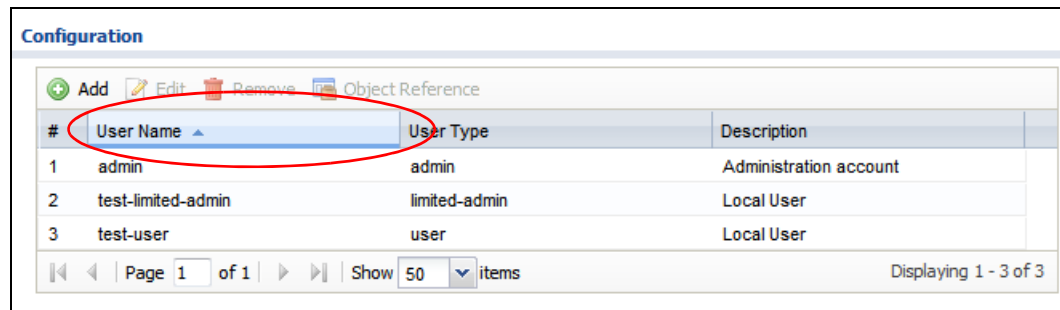 Configuration
Add Edit Remove Object Reference
# User Name User Type Description
1 admin admin Administration account
2 test-limited-admin limited-admin Local User
3 test-user user Local User
Page 1 of 1 Show 50 items Displaying 1 - 3 of 3